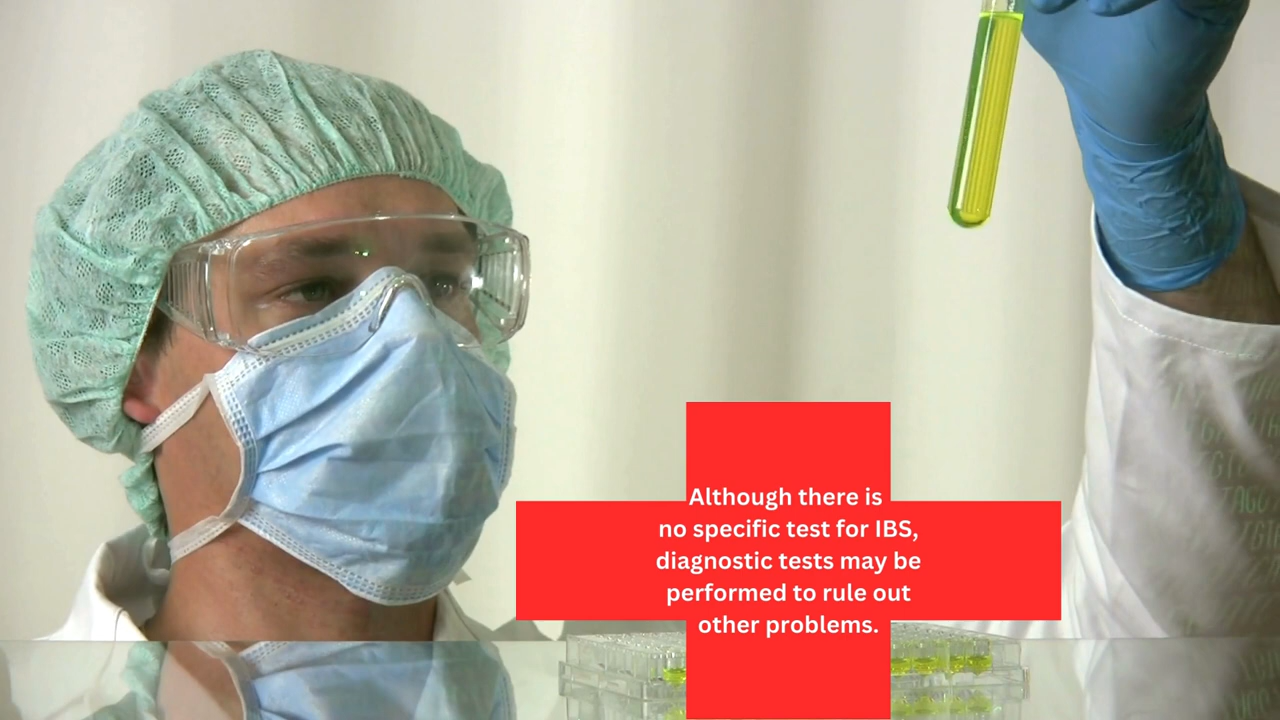 Although there is
no specific test for IBS,
diagnostic tests may be
performed to rule out
other problems.